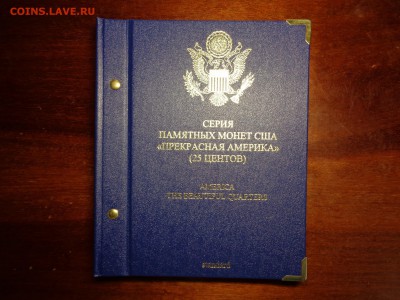 COINS.LAVE.RU
СЕРИЯ
ПАМЯТНЫХ МОНЕТ США
«ПРЕКРАСНАЯ АМЕРИКА»
(25 ЦЕНТОВ)
AMERICA
THE BEAUTIFUL QUARTERS